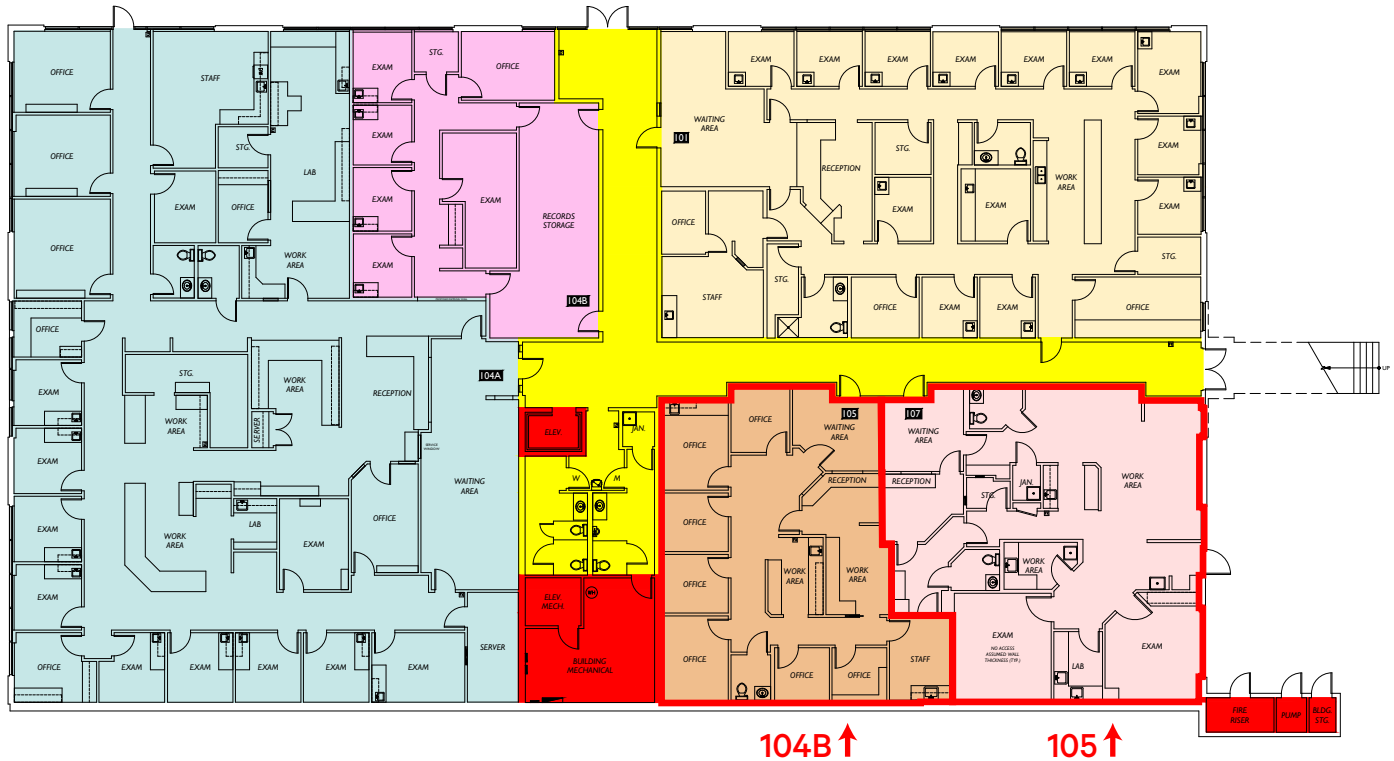 OFFICE
STAFF
EXAM
STG.
OFFICE
EXAM
EXAM
EXAM
EXAM
EXAM
EXAM
EXAM
OFFICE
EXAM
WAITING
AREA
101
STG.
EXAM
STG.
LAB
RECEPTION
WORK
AREA
EXAM
EXAM
EXAM
OFFICE
EXAM
RECORDS
STORAGE
OFFICE
EXAM
EXAM
EXAM
OFFICE
WORK
AREA
EXAM
104B
STG.
STG.
STAFF
OFFICE
EXAM
EXAM
OFFICE
OFFICE
STG.
WORK
AREA
RECEPTION
104A
UP
EXAM
WORK
AREA
SERVER
ELEV.
JAN.
OFFICE
OFFICE
105
WAITING
AREA
107
WAITING
AREA
EXAM
WAITING
AREA
W
M
RECEPTION
RECEPTION
JAN.
STG.
WORK
AREA
EXAM
LAB
OFFICE
OFFICE
WORK
AREA
EXAM
EXAM
ELEV.
MECH.
WH
OFFICE
WORK
AREA
WORK
AREA
WORK
AREA
OFFICE
EXAM
EXAM
EXAM
EXAM
EXAM
SERVER
BUILDING
MECHANICAL
OFFICE
OFFICE
OFFICE
STAFF
EXAM
NO ACCESS
ASSUMED WALL
THICKNESS (TYP.)
LAB
EXAM
FIRE
RISER
PUMP
BLDG.
STG.
104B
105